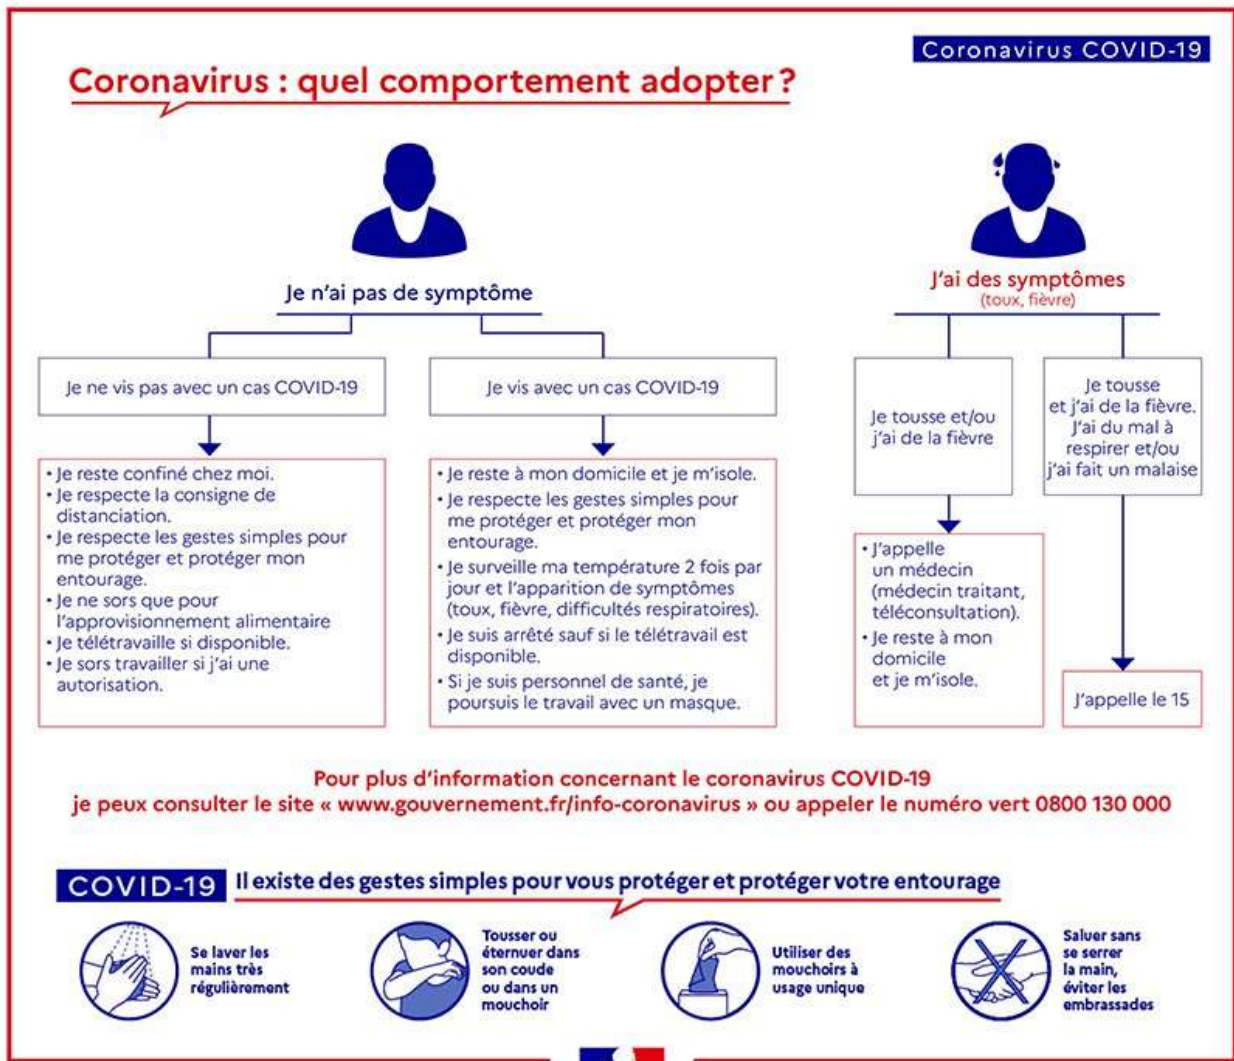 Coronavirus COVID-19
Coronavirus : quel comportement adopter ?
Je n'ai pas de symptôme
Je ne vis pas avec un cas COVID-19
• Je reste confiné chez moi.
• Je respecte la consigne de
distanciation.
• Je respecte les gestes simples pour
me protéger et protéger mon
entourage.
• Je ne sors que pour
l'approvisionnement alimentaire
• Je télétravaille si disponible.
• Je sors travailler si j'ai une
autorisation.
Je vis avec un cas COVID-19
• Je reste à mon domicile et je m'isole.
• Je respecte les gestes simples pour
me protéger et protéger mon
entourage.
• Je surveille ma température 2 fois par
jour et l'apparition de symptômes
(toux, fièvre, difficultés respiratoires).
• Je suis arrêté sauf si le télétravail est
disponible.
• Si je suis personnel de santé, je
poursuis le travail avec un masque.
J'ai des symptômes
(toux, fièvre)
Je tousse et/ou
j'ai de la fièvre
• J'appelle
un médecin
(médecin traitant,
téléconsultation).
• Je reste à mon
domicile
et je m'isole.
Je tousse
et j'ai de la fièvre.
J'ai du mal à
respirer et/ou
j'ai fait un malaise
J'appelle le 15
Pour plus d'information concernant le coronavirus COVID-19
je peux consulter le site « www.gouvernement.fr/info-coronavirus » ou appeler le numéro vert 0800 130 000
COVID-19 Il existe des gestes simples pour vous protéger et protéger votre entourage
Se laver les
mains très
régulièrement
Tousser ou
éternuer dans
son coude
ou dans un
mouchoir
Utiliser des
mouchoirs à
usage unique
Saluer sans
se serrer
la main,
éviter les
embrassades